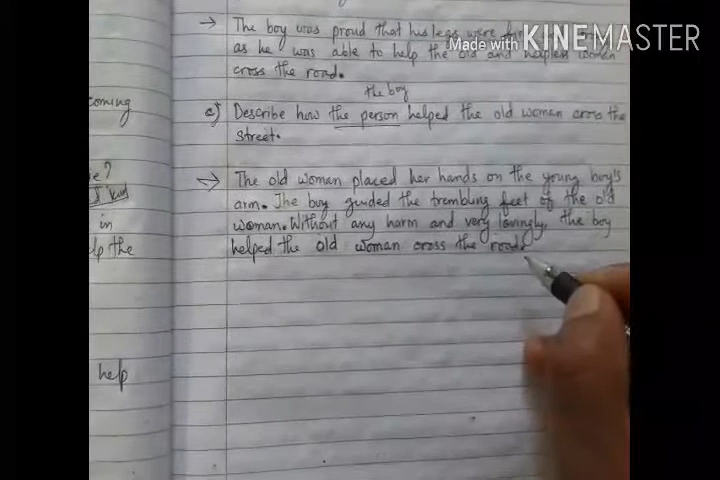 → The boy was proud that his legs were
as he was able to help the old and helpless woman
cross the road.
the boy
e) Describe how the person helped the old woman cross the
street.
→ The old woman placed her hands on the young boy's
arm. The boy guided the trembling feet of the old
woman. Without any harm and very lovingly, the boy
helped the old woman cross the road.
coming
in
help
Made with KINEMASTER